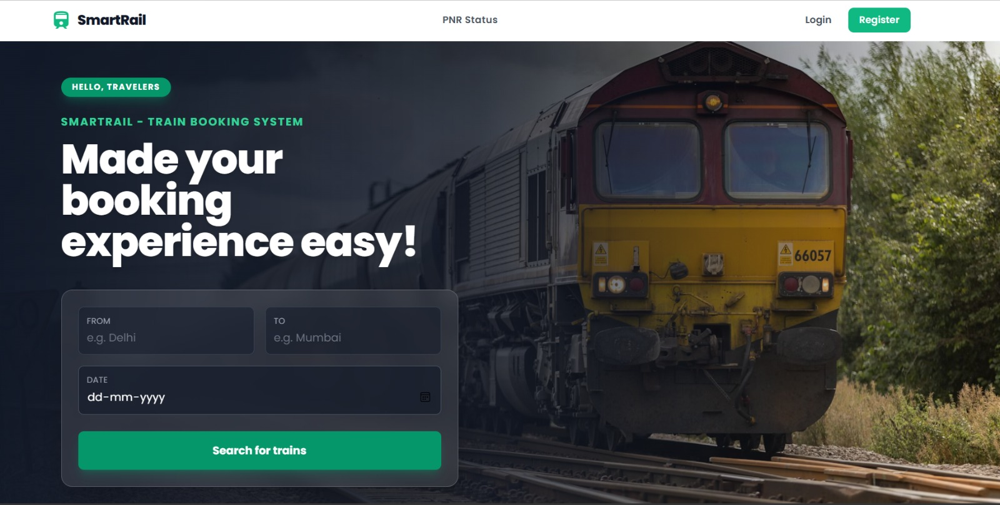 SmartRail
PNR Status
Login
Register
HELLO, TRAVELERS
SMARTRAIL - TRAIN BOOKING SYSTEM
Made your
booking
experience easy!
FROM
e.g. Delhi
TO
e.g. Mumbai
DATE
dd-mm-yyyy
Search for trains
66057